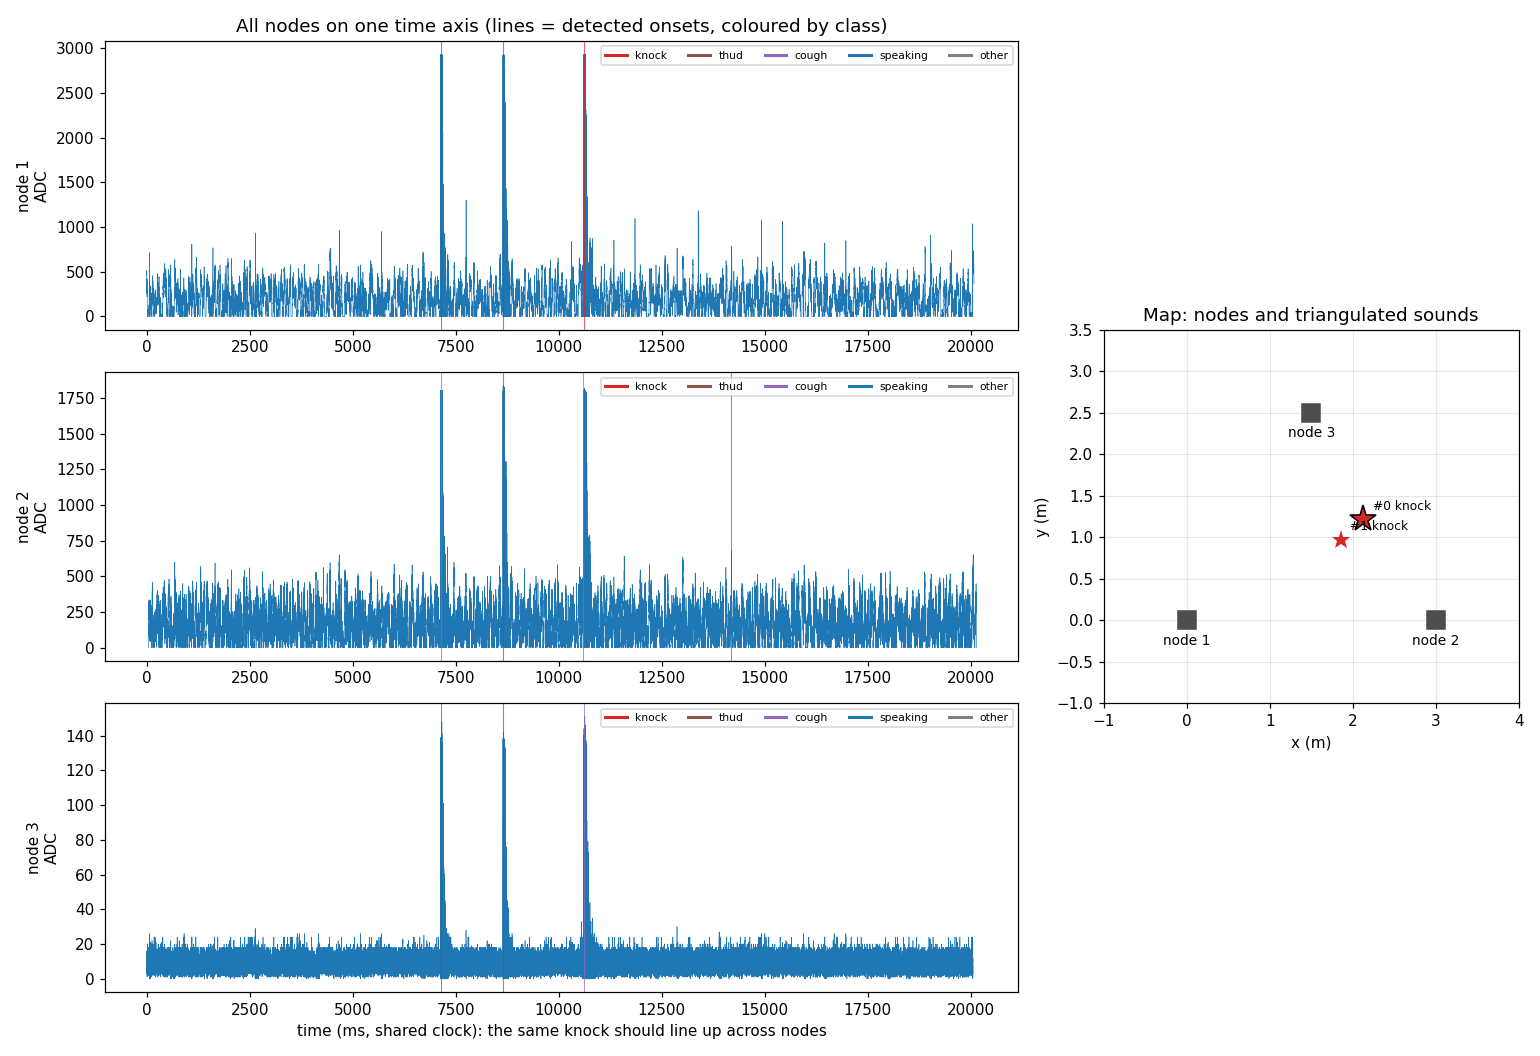 All nodes on one time axis (lines = detected onsets, coloured by class)
node 1
ADC
3000
2500
2000
1500
1000
500
0
knock thud cough speaking other
0 2500 5000 7500 10000 12500 15000 17500 20000
node 2
ADC
1750
1500
1250
1000
750
500
250
0
knock thud cough speaking other
0 2500 5000 7500 10000 12500 15000 17500 20000
node 3
ADC
140
120
100
80
60
40
20
0
knock thud cough speaking other
0 2500 5000 7500 10000 12500 15000 17500 20000
time (ms, shared clock): the same knock should line up across nodes
Map: nodes and triangulated sounds
y (m)
3.5
3.0
2.5
2.0
1.5
1.0
0.5
0.0
−0.5
−1.0
node 3
#0 knock
#1 knock
node 1
node 2
−1 0 1 2 3 4
x (m)